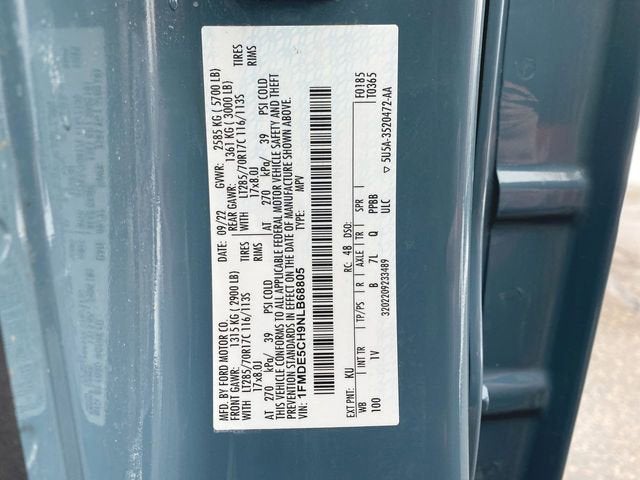 MFD. BY FORD MOTOR CO.
DATE: 09/22
GVWR: 2585 KG ( 5700 LB)
FRONT GAWR: 1315 KG ( 2900 LB)
REAR GAWR: 1361 KG ( 3000 LB)
WITH LT285/70R17C 116/113S TIRES
WITH LT285/70R17C 116/113S TIRES
17x8.0J RIMS
17x8.0J RIMS
AT 270 kPa/ 39 PSI COLD
AT 270 kPa/ 39 PSI COLD
THIS VEHICLE CONFORMS TO ALL APPLICABLE FEDERAL MOTOR VEHICLE SAFETY AND THEFT
PREVENTION STANDARDS IN EFFECT ON THE DATE OF MANUFACTURE SHOWN ABOVE.
VIN: 1FMDE5CH9NLB68805
TYPE: MPV
EXT PNT: KU RC: 48 DSO: F0185
T0365
WB INT TR TP/PS R AXLE TR SPR
100 1V B 7L Q PPBB
ULC
3202209233489
▽ 5U5A-3520472-AA